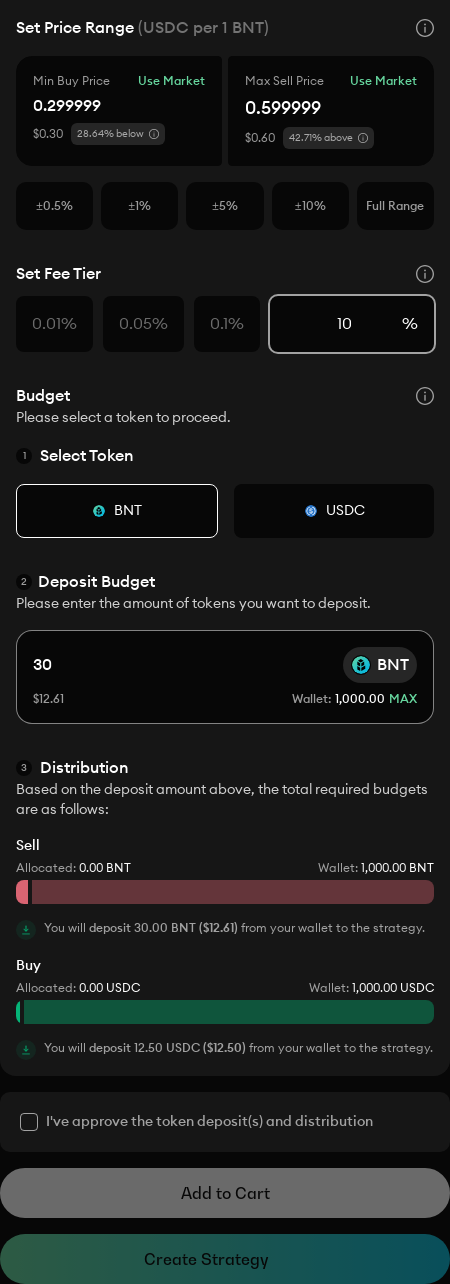 Set Price Range (USDC per 1 BNT)
Min Buy Price Use Market
0.299999
$0.30 28.64% below
Max Sell Price Use Market
0.599999
$0.60 42.71% above
±0.5% ±1% ±5% ±10% Full Range
Set Fee Tier
0.01% 0.05% 0.1% 10 %
Budget
Please select a token to proceed.
1 Select Token
BNT USDC
2 Deposit Budget
Please enter the amount of tokens you want to deposit.
30 BNT
$12.61 Wallet: 1,000.00 MAX
3 Distribution
Based on the deposit amount above, the total required budgets
are as follows:
Sell
Allocated: 0.00 BNT Wallet: 1,000.00 BNT
You will deposit 30.00 BNT ($12.61) from your wallet to the strategy.
Buy
Allocated: 0.00 USDC Wallet: 1,000.00 USDC
You will deposit 12.50 USDC ($12.50) from your wallet to the strategy.
I've approve the token deposit(s) and distribution
Add to Cart
Create Strategy